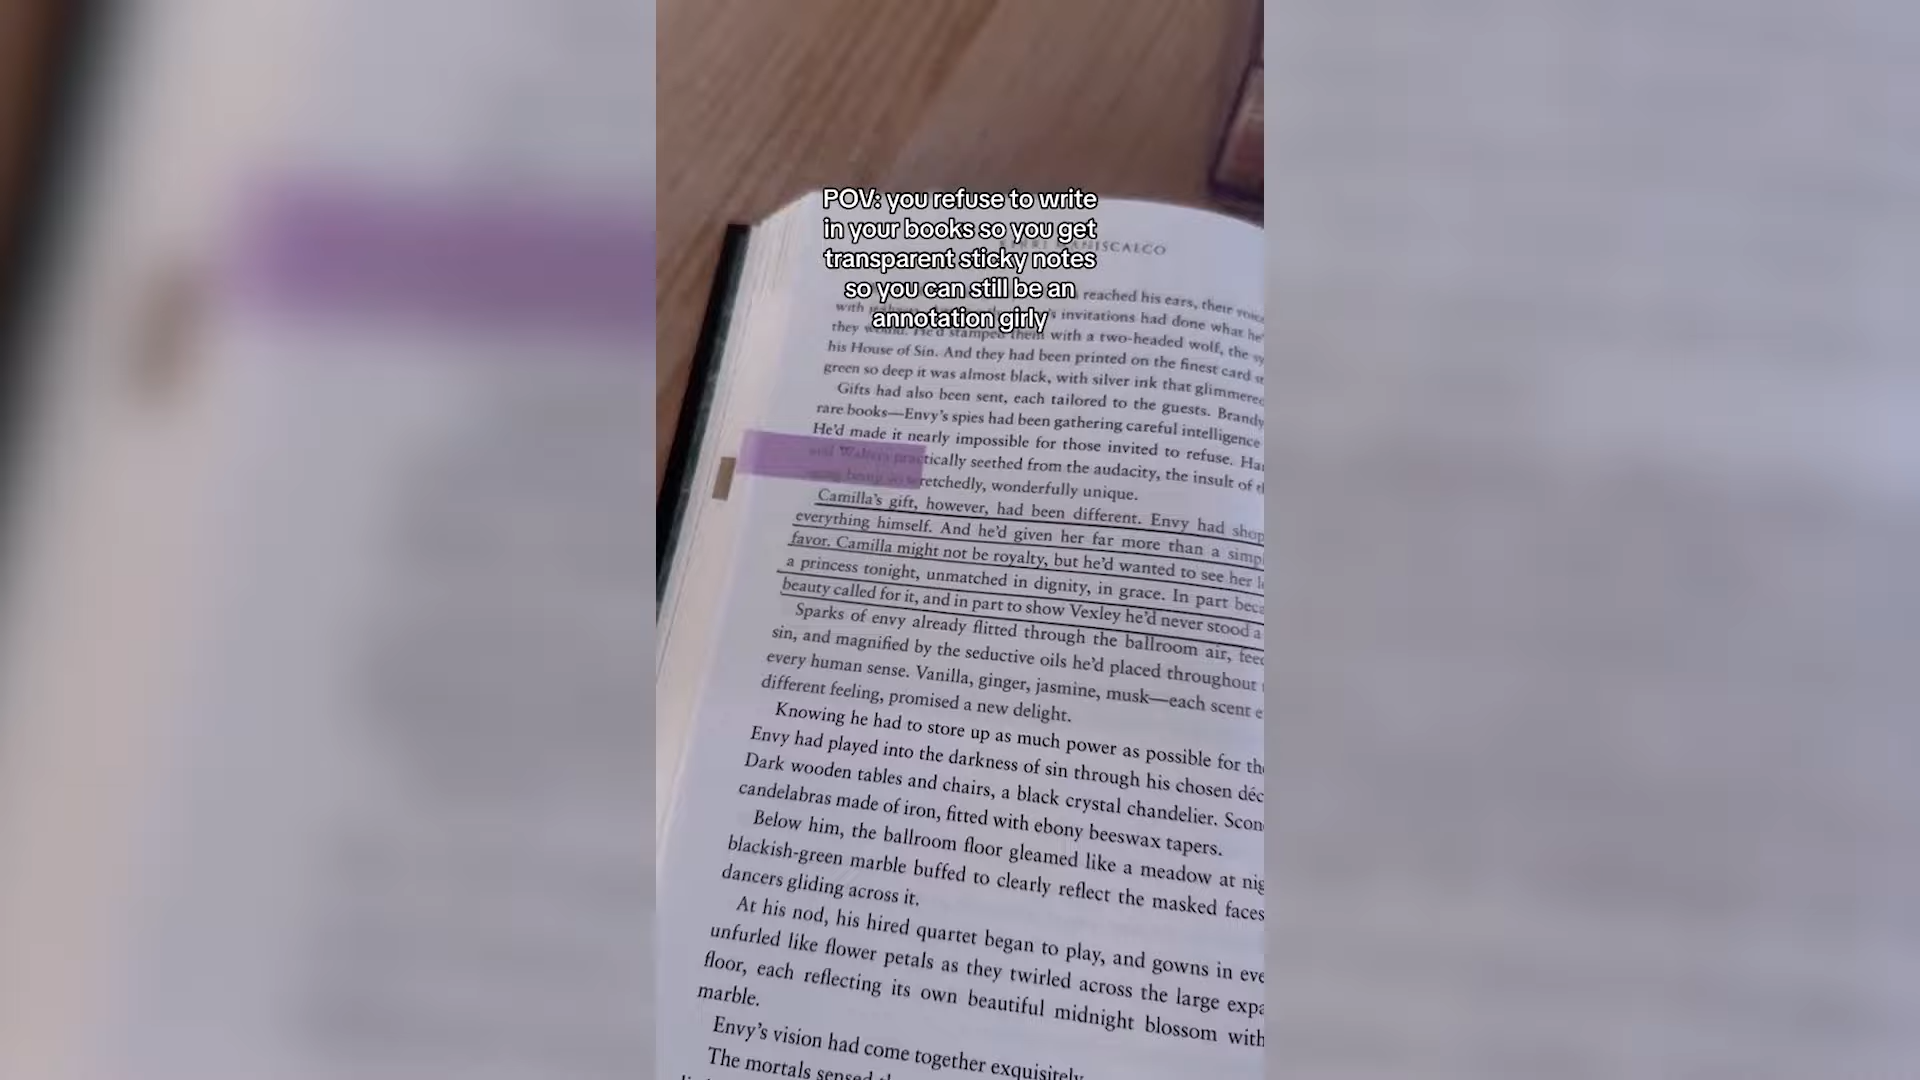 POV: you refuse to write
in your books so you get
transparent sticky notes
so you can still be an
annotation girly
MANISCALCO
reached his ears, their
with invitations had done what
they would. He'd stamped them with a two-headed wolf, the
his House of Sin. And they had been printed on the finest card
green so deep it was almost black, with silver ink that glimmered
Gifts had also been sent, each tailored to the guests. Brandy
rare books—Envy's spies had been gathering careful intelligence
He'd made it nearly impossible for those invited to refuse.
and Walters practically seethed from the audacity, the insult of
wretchedly, wonderfully unique.
Camilla's gift, however, had been different. Envy had
everything himself. And he'd given her far more than a
favor. Camilla might not be royalty, but he'd wanted to see her
a princess tonight, unmatched in dignity, in grace. In part
beauty called for it, and in part to show Vexley he'd never stood a
Sparks of envy already flitted through the ballroom air,
sin, and magnified by the seductive oils he'd placed throughout
every human sense. Vanilla, ginger, jasmine, musk—each scent
different feeling, promised a new delight.
Knowing he had to store up as much power as possible for
Envy had played into the darkness of sin through his chosen
Dark wooden tables and chairs, a black crystal chandelier.
candelabras made of iron, fitted with ebony beeswax tapers.
Below him, the ballroom floor gleamed like a meadow at
blackish-green marble buffed to clearly reflect the masked faces
dancers gliding across it.
At his nod, his hired quartet began to play, and gowns in
unfurled like flower petals as they twirled across the large
floor, each reflecting its own beautiful midnight blossom
marble.
Envy's vision had come together exquisitely.
The mortals sensed